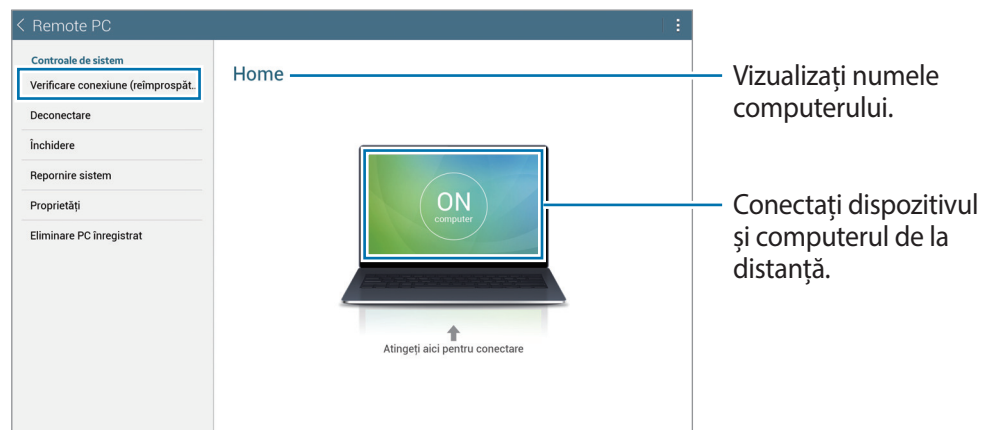 Remote PC
Controale de sistem
Verificare conexiune (reîmprospăt..
Deconectare
Închidere
Repornire sistem
Proprietăți
Eliminare PC înregistrat
Home
ON
computer
Atingeți aici pentru conectare
Vizualizați numele
computerului.
Conectați dispozitivul
și computerul de la
distanță.